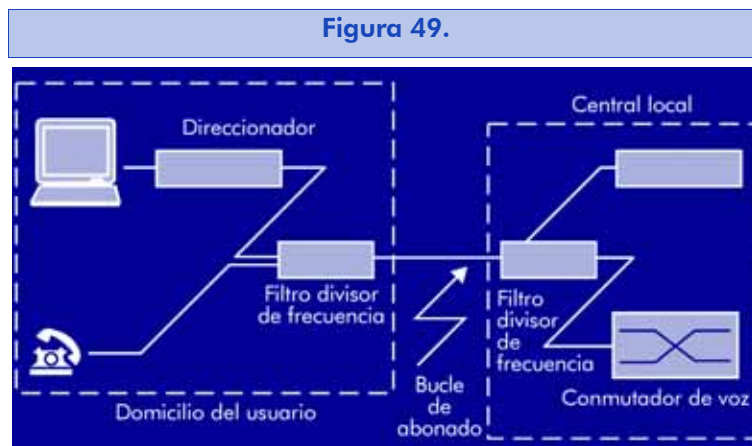 Figura 49.
Direccionador
Central local
Filtro divisor
de frecuencia
Filtro
divisor
de
frecuencia
Bucle
de
abonado
Domicilio del usuario
Conmutador de voz